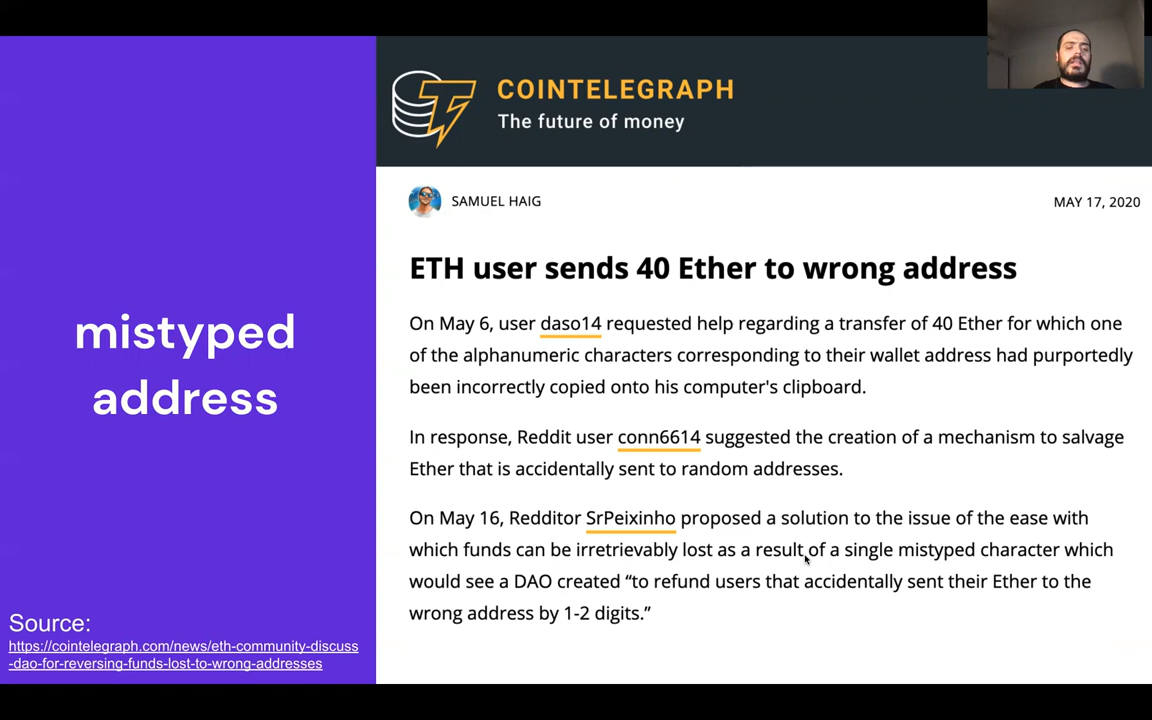 COINTELEGRAPH
The future of money
SAMUEL HAIG
MAY 17, 2020
ETH user sends 40 Ether to wrong address
On May 6, user daso14 requested help regarding a transfer of 40 Ether for which one
of the alphanumeric characters corresponding to their wallet address had purportedly
been incorrectly copied onto his computer's clipboard.
In response, Reddit user conn6614 suggested the creation of a mechanism to salvage
Ether that is accidentally sent to random addresses.
On May 16, Redditor SrPeixinho proposed a solution to the issue of the ease with
which funds can be irretrievably lost as a result of a single mistyped character which
would see a DAO created “to refund users that accidentally sent their Ether to the
wrong address by 1-2 digits.”
mistyped
address
Source:
https://cointelegraph.com/news/eth-community-discuss
-dao-for-reversing-funds-lost-to-wrong-addresses